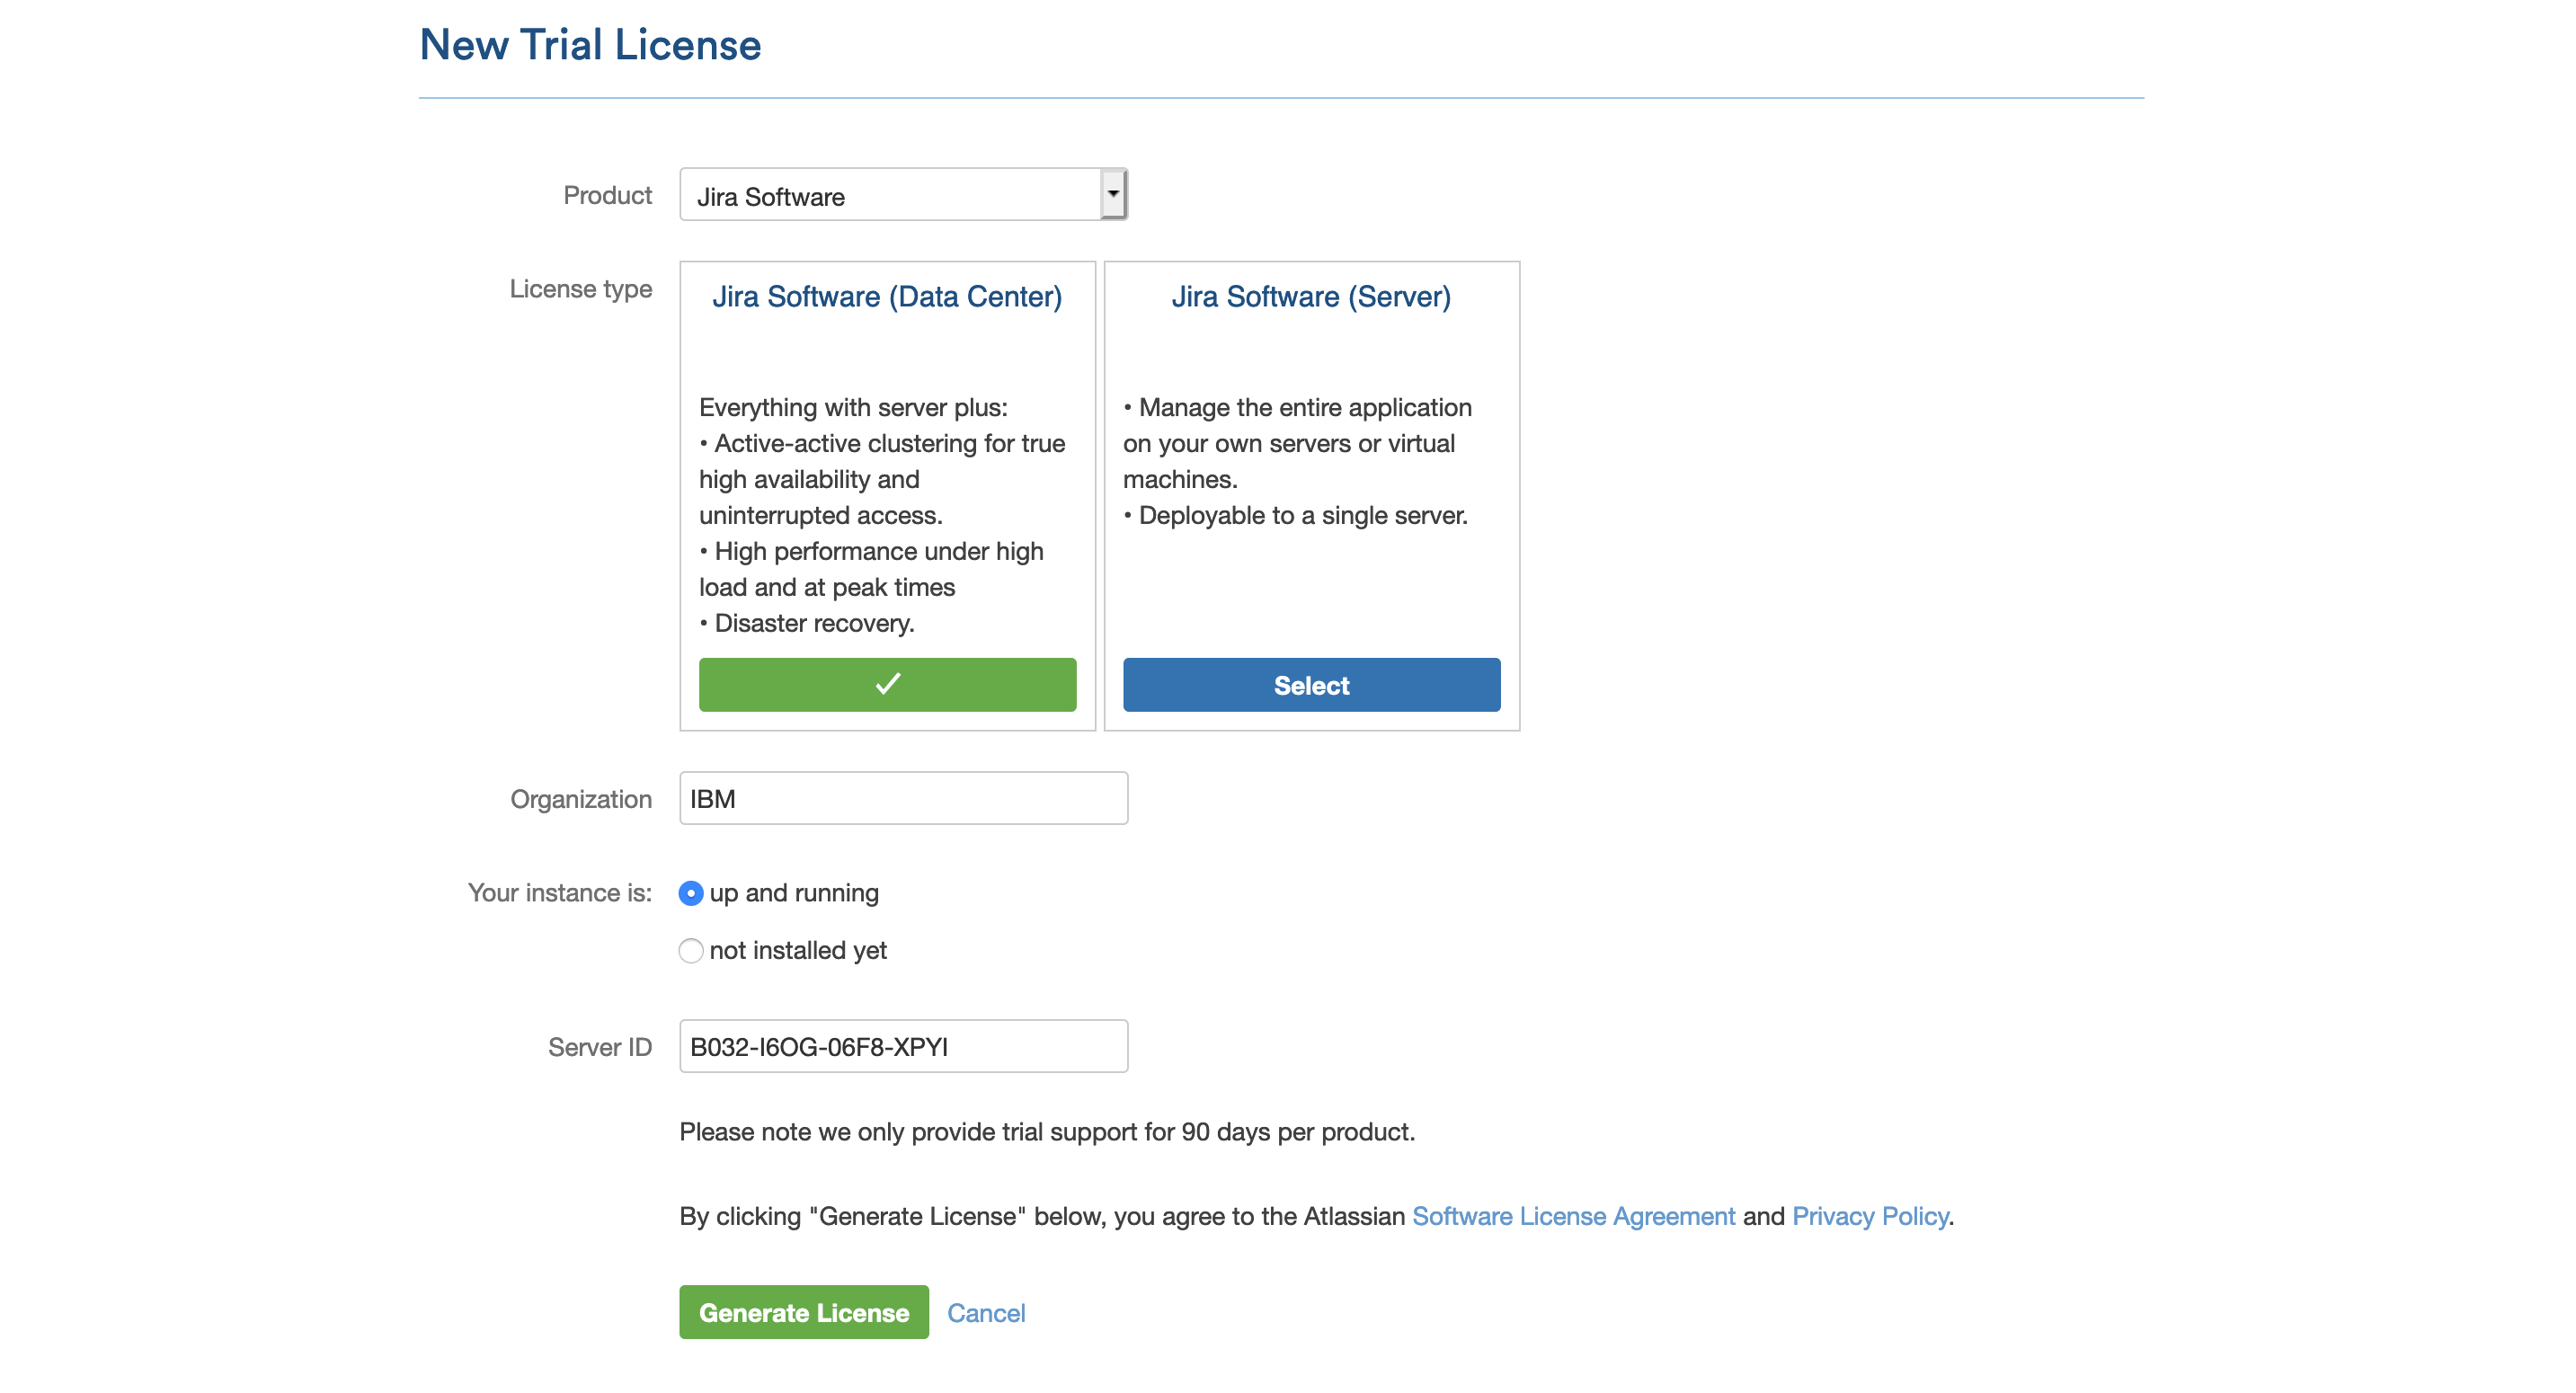 New Trial License
Product
Jira Software
License type
Jira Software (Data Center)
Everything with server plus:
• Active-active clustering for true
high availability and
uninterrupted access.
• High performance under high
load and at peak times
• Disaster recovery.
Jira Software (Server)
• Manage the entire application
on your own servers or virtual
machines.
• Deployable to a single server.
Select
Organization
IBM
Your instance is:
up and running
not installed yet
Server ID
B032-I6OG-06F8-XPYI
Please note we only provide trial support for 90 days per product.
By clicking "Generate License" below, you agree to the Atlassian Software License Agreement and Privacy Policy.
Generate License
Cancel